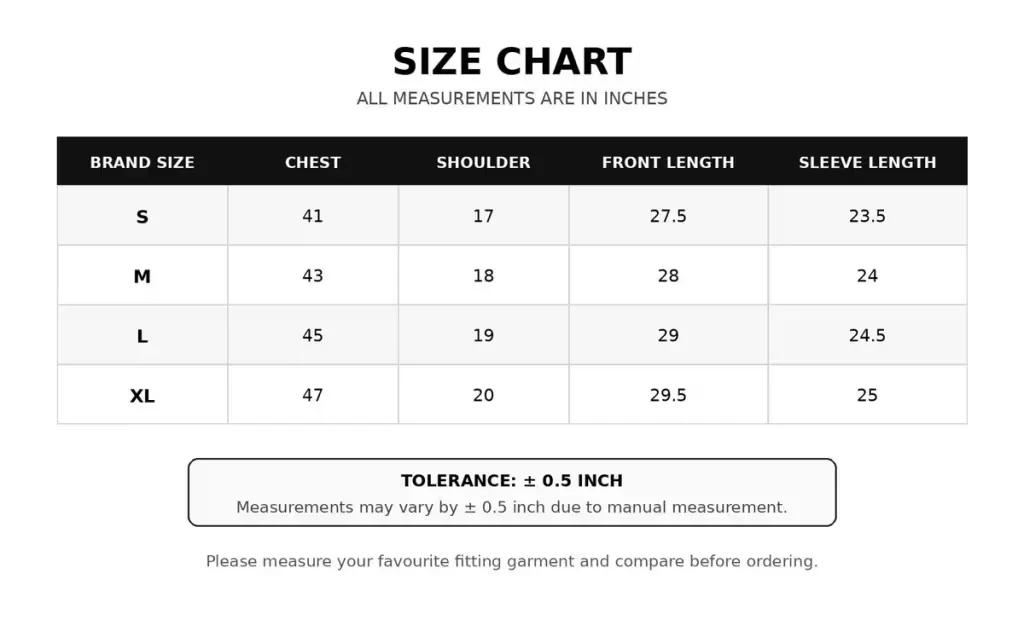 SIZE CHART
ALL MEASUREMENTS ARE IN INCHES
BRAND SIZE CHEST SHOULDER FRONT LENGTH SLEEVE LENGTH
S 41 17 27.5 23.5
M 43 18 28 24
L 45 19 29 24.5
XL 47 20 29.5 25
TOLERANCE: ± 0.5 INCH
Measurements may vary by ± 0.5 inch due to manual measurement.
Please measure your favourite fitting garment and compare before ordering.